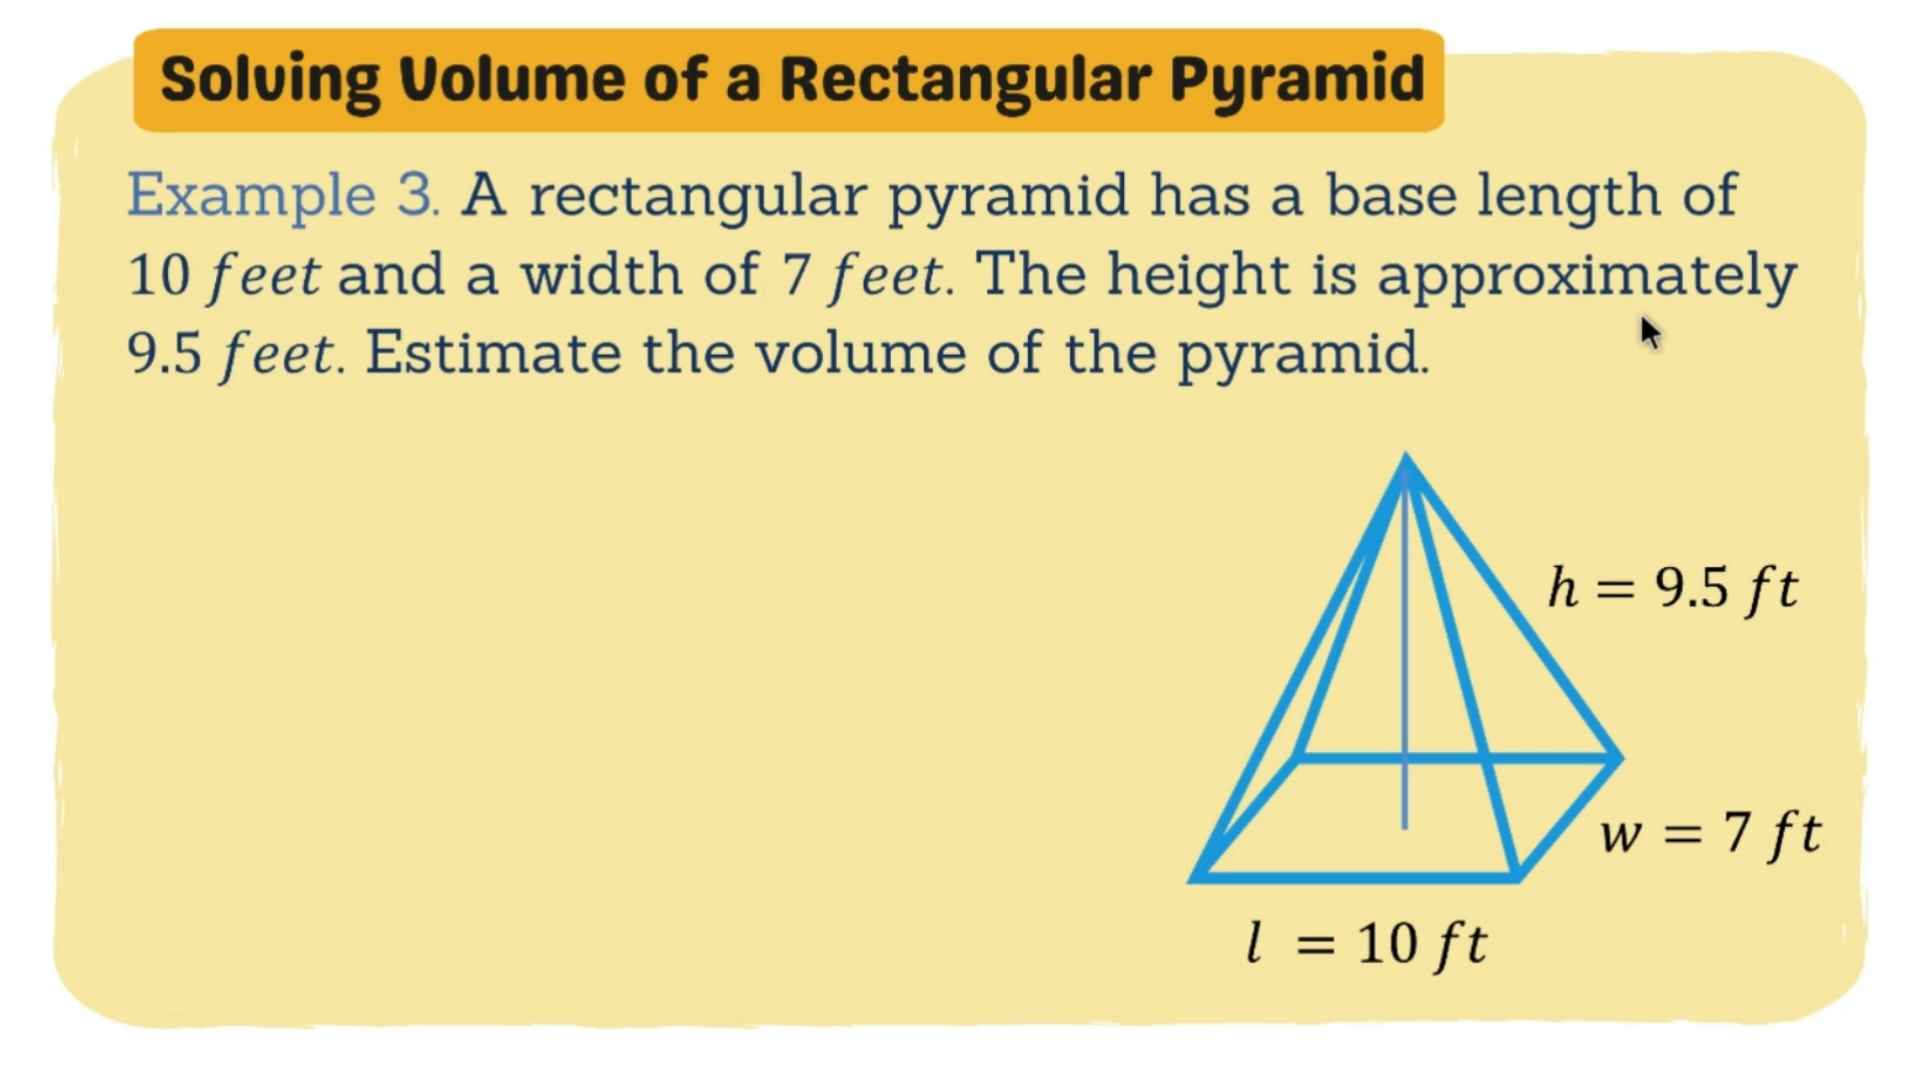 Solving Volume of a Rectangular Pyramid
Example 3. A rectangular pyramid has a base length of
10 feet and a width of 7 feet. The height is approximately
9.5 feet. Estimate the volume of the pyramid.
h = 9.5 ft
w = 7 ft
l = 10 ft